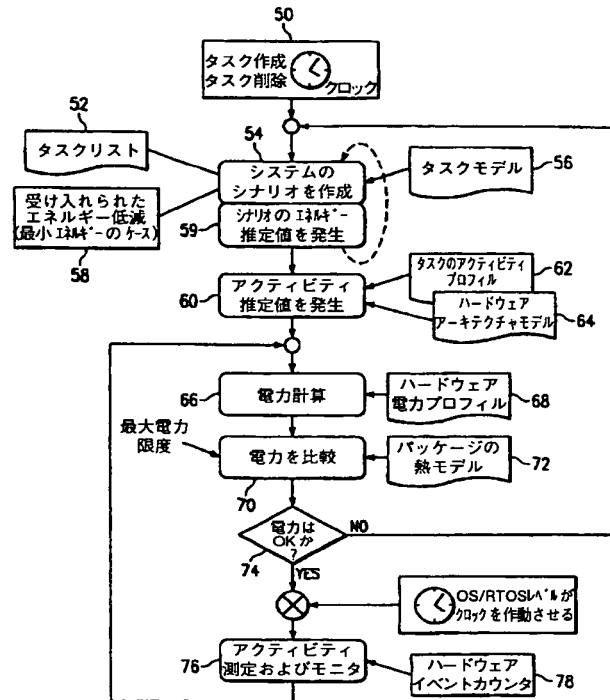 50
タスク作成
タスク削除
クロック
52
タスクリスト
54
システムの
シナリオを作成
タスクモデル
56
受け入れられた
エネルギー低減
(最小エネルギーのケース)
58
59
シナリオのエネルギー
推定値を発生
60
アクティビティ
推定値を発生
タスクのアクティビティ
プロフィル
62
ハードウェア
アーキテクチャモデル
64
66
電力計算
ハードウェア
電力プロフィル
68
最大電力
限度
電力を比較
70
パッケージの
熱モデル
72
電力は
OKか
?
74
NO
YES
OS/RTOSレベルが
クロックを作動させる
76
アクティビティ
測定およびモニタ
ハードウェア
イベントカウンタ
78